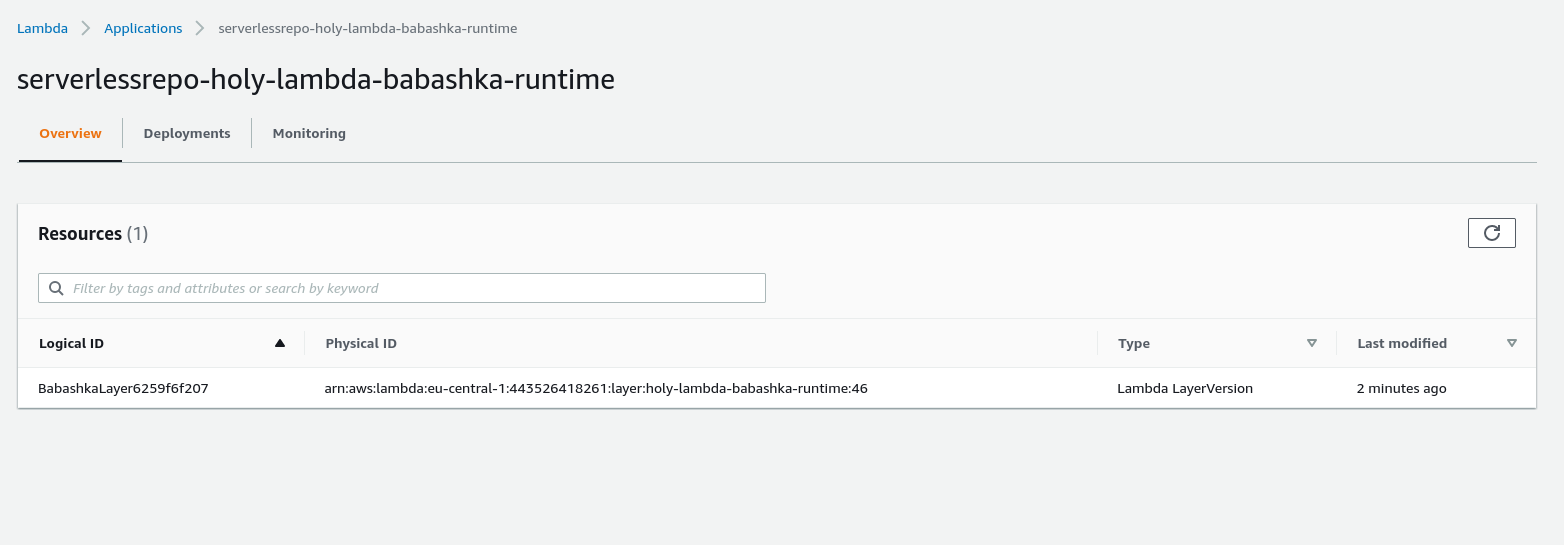 Lambda Applications serverlessrepo-holy-lambda-babashka-runtime
serverlessrepo-holy-lambda-babashka-runtime
Overview Deployments Monitoring
Resources (1)
Filter by tags and attributes or search by keyword
Logical ID Physical ID Type Last modified
BabashkaLayer6259f6f207 arn:aws:lambda:eu-central-1:443526418261:layer:holy-lambda-babashka-runtime:46 Lambda LayerVersion 2 minutes ago